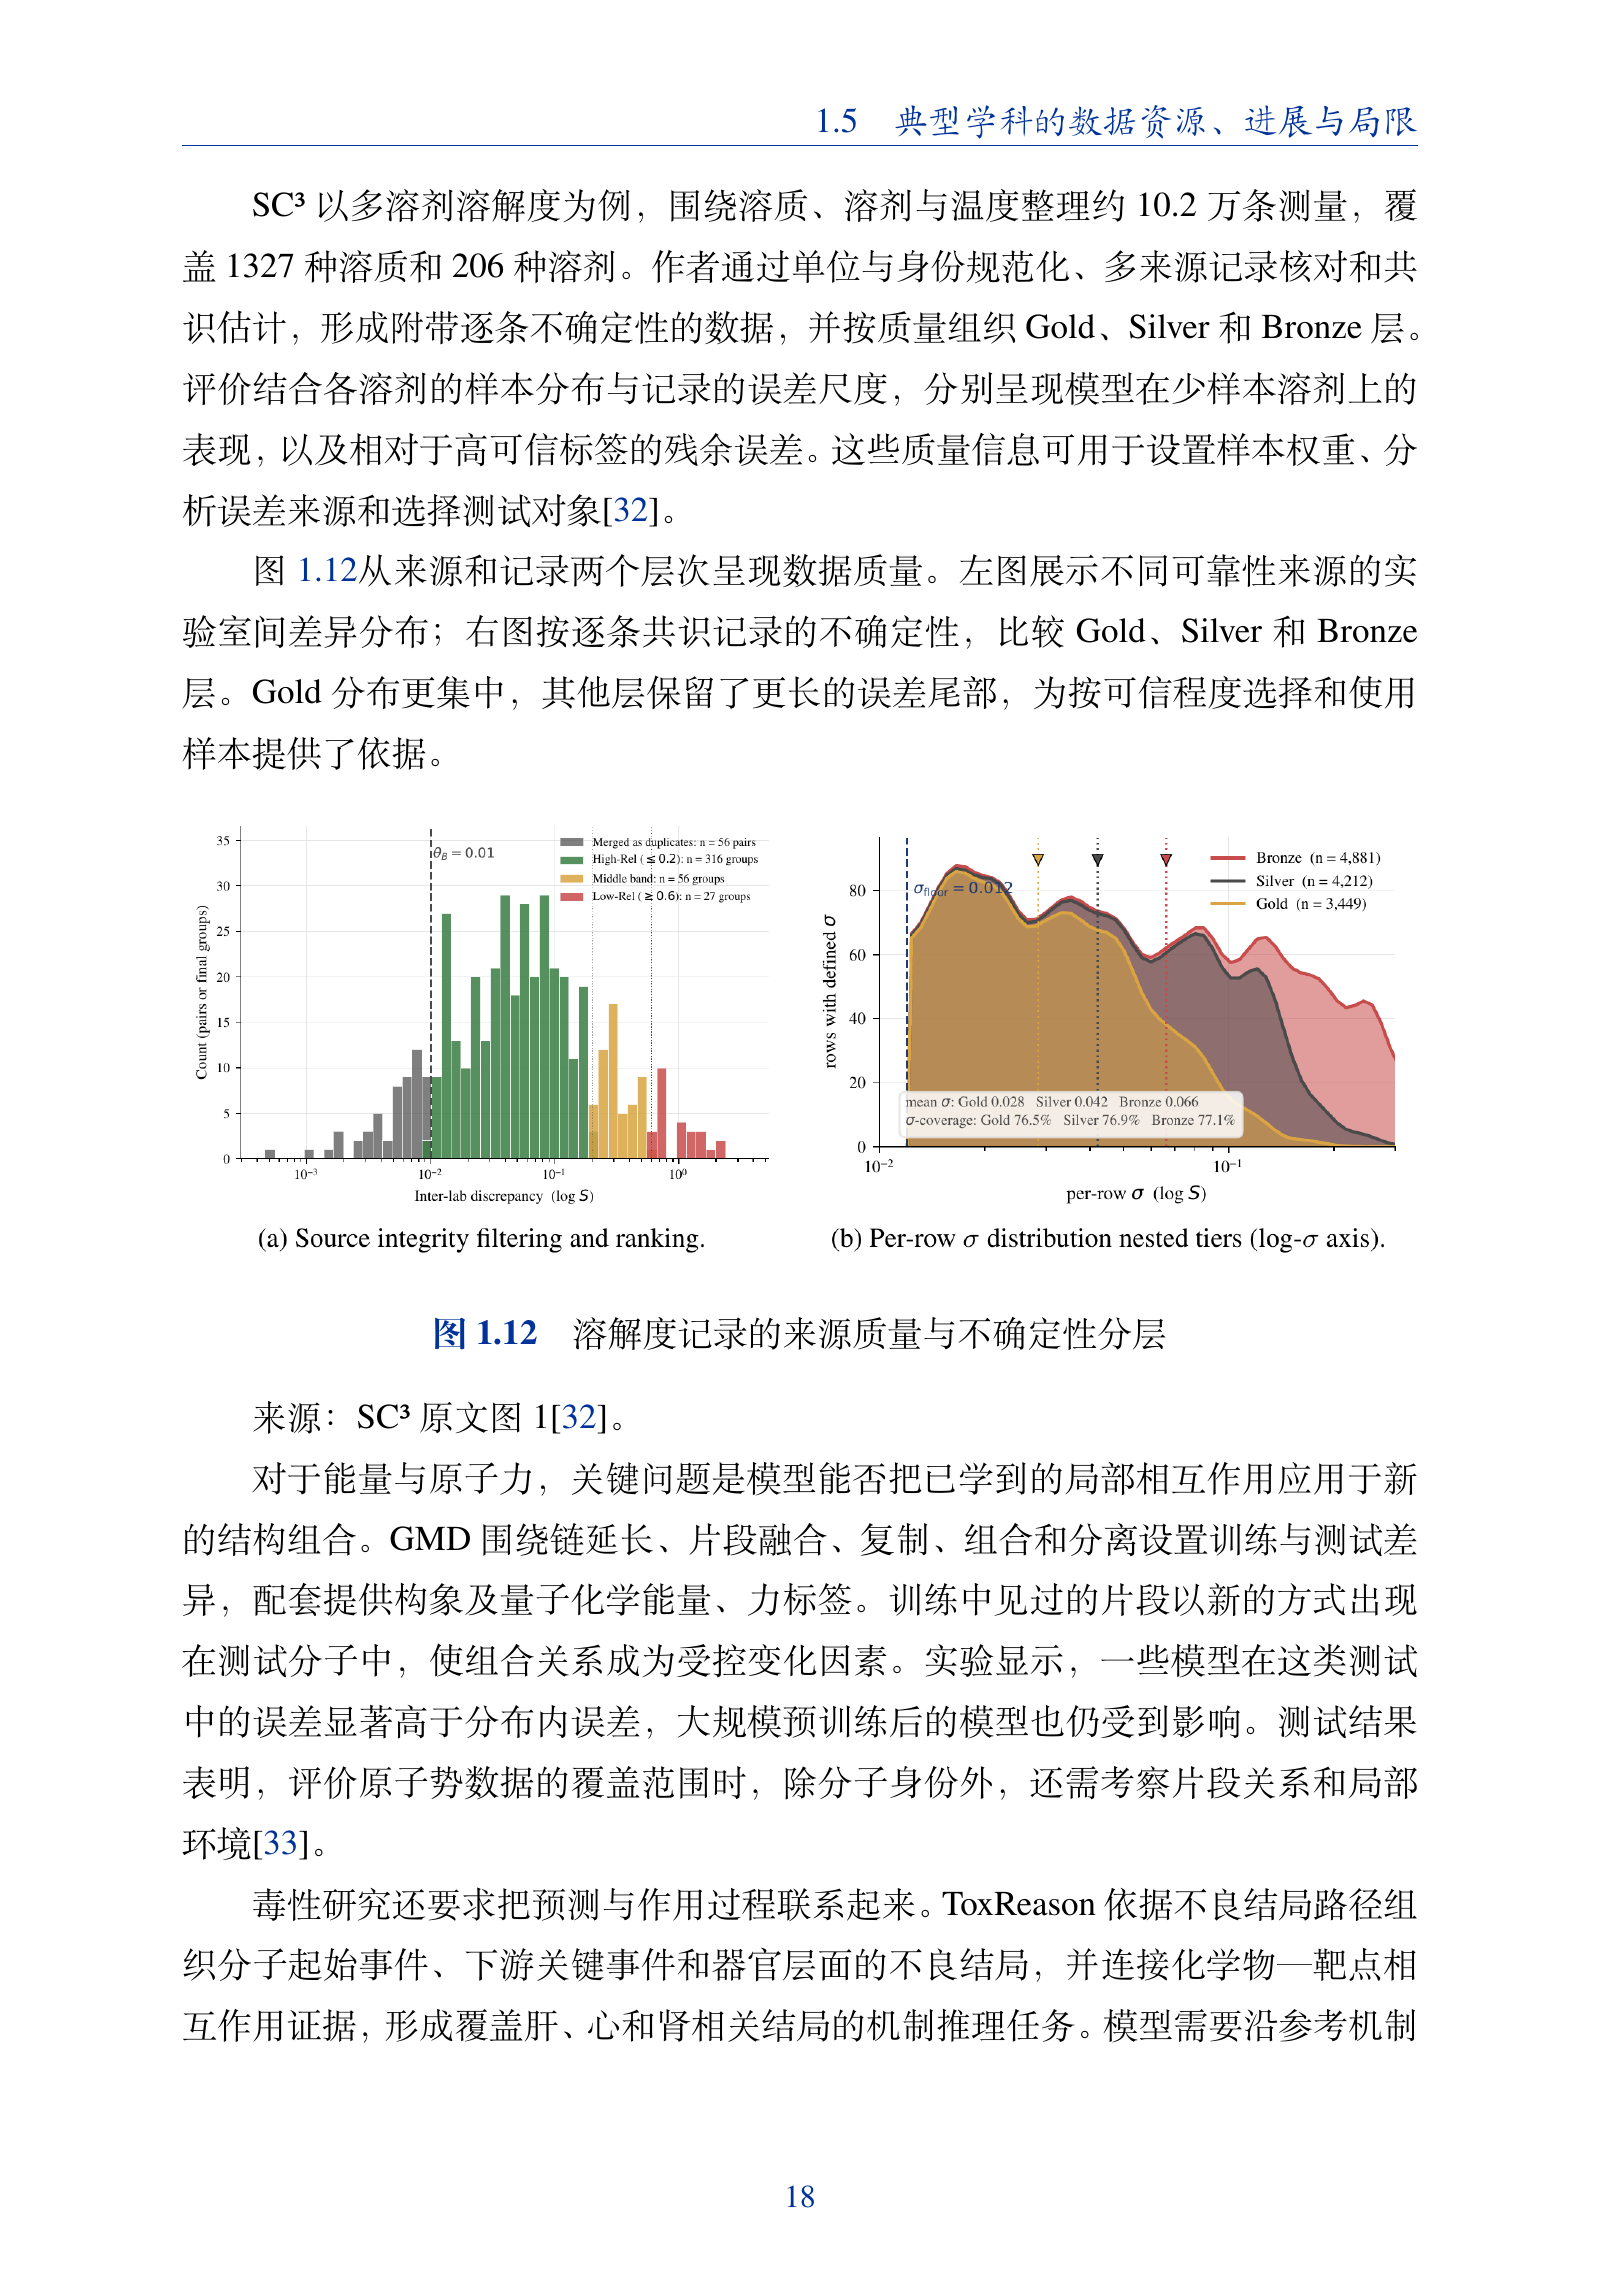 1.5 典型学科的数据资源、进展与局限
SC³ 以多溶剂溶解度为例，围绕溶质、溶剂与温度整理约 10.2 万条测量，覆
盖 1327 种溶质和 206 种溶剂。作者通过单位与身份规范化、多来源记录核对和共
识估计，形成附带逐条不确定性的数据，并按质量组织 Gold、Silver 和 Bronze 层。
评价结合各溶剂的样本分布与记录的误差尺度，分别呈现模型在少样本溶剂上的
表现，以及相对于高可信标签的残余误差。这些质量信息可用于设置样本权重、分
析误差来源和选择测试对象[32]。
图 1.12从来源和记录两个层次呈现数据质量。左图展示不同可靠性来源的实
验室间差异分布；右图按逐条共识记录的不确定性，比较 Gold、Silver 和 Bronze
层。Gold 分布更集中，其他层保留了更长的误差尾部，为按可信程度选择和使用
样本提供了依据。
Count (pairs or final groups)
35
30
25
20
15
10
5
0
θB = 0.01
Merged as duplicates: n = 56 pairs
High-Rel (≤ 0.2): n = 316 groups
Middle band: n = 56 groups
Low-Rel (≥ 0.6): n = 27 groups
10⁻³ 10⁻² 10⁻¹ 10⁰
Inter-lab discrepancy (log S)
(a) Source integrity filtering and ranking.
rows with defined σ
80
60
40
20
0
σfloor = 0.012
Bronze (n = 4,881)
Silver (n = 4,212)
Gold (n = 3,449)
mean σ: Gold 0.028 Silver 0.042 Bronze 0.066
σ-coverage: Gold 76.5% Silver 76.9% Bronze 77.1%
10⁻² 10⁻¹
per-row σ (log S)
(b) Per-row σ distribution nested tiers (log-σ axis).
图 1.12 溶解度记录的来源质量与不确定性分层
来源：SC³ 原文图 1[32]。
对于能量与原子力，关键问题是模型能否把已学到的局部相互作用应用于新
的结构组合。GMD 围绕链延长、片段融合、复制、组合和分离设置训练与测试差
异，配套提供构象及量子化学能量、力标签。训练中见过的片段以新的方式出现
在测试分子中，使组合关系成为受控变化因素。实验显示，一些模型在这类测试
中的误差显著高于分布内误差，大规模预训练后的模型也仍受到影响。测试结果
表明，评价原子势数据的覆盖范围时，除分子身份外，还需考察片段关系和局部
环境[33]。
毒性研究还要求把预测与作用过程联系起来。ToxReason 依据不良结局路径组
织分子起始事件、下游关键事件和器官层面的不良结局，并连接化学物—靶点相
互作用证据，形成覆盖肝、心和肾相关结局的机制推理任务。模型需要沿参考机制
18